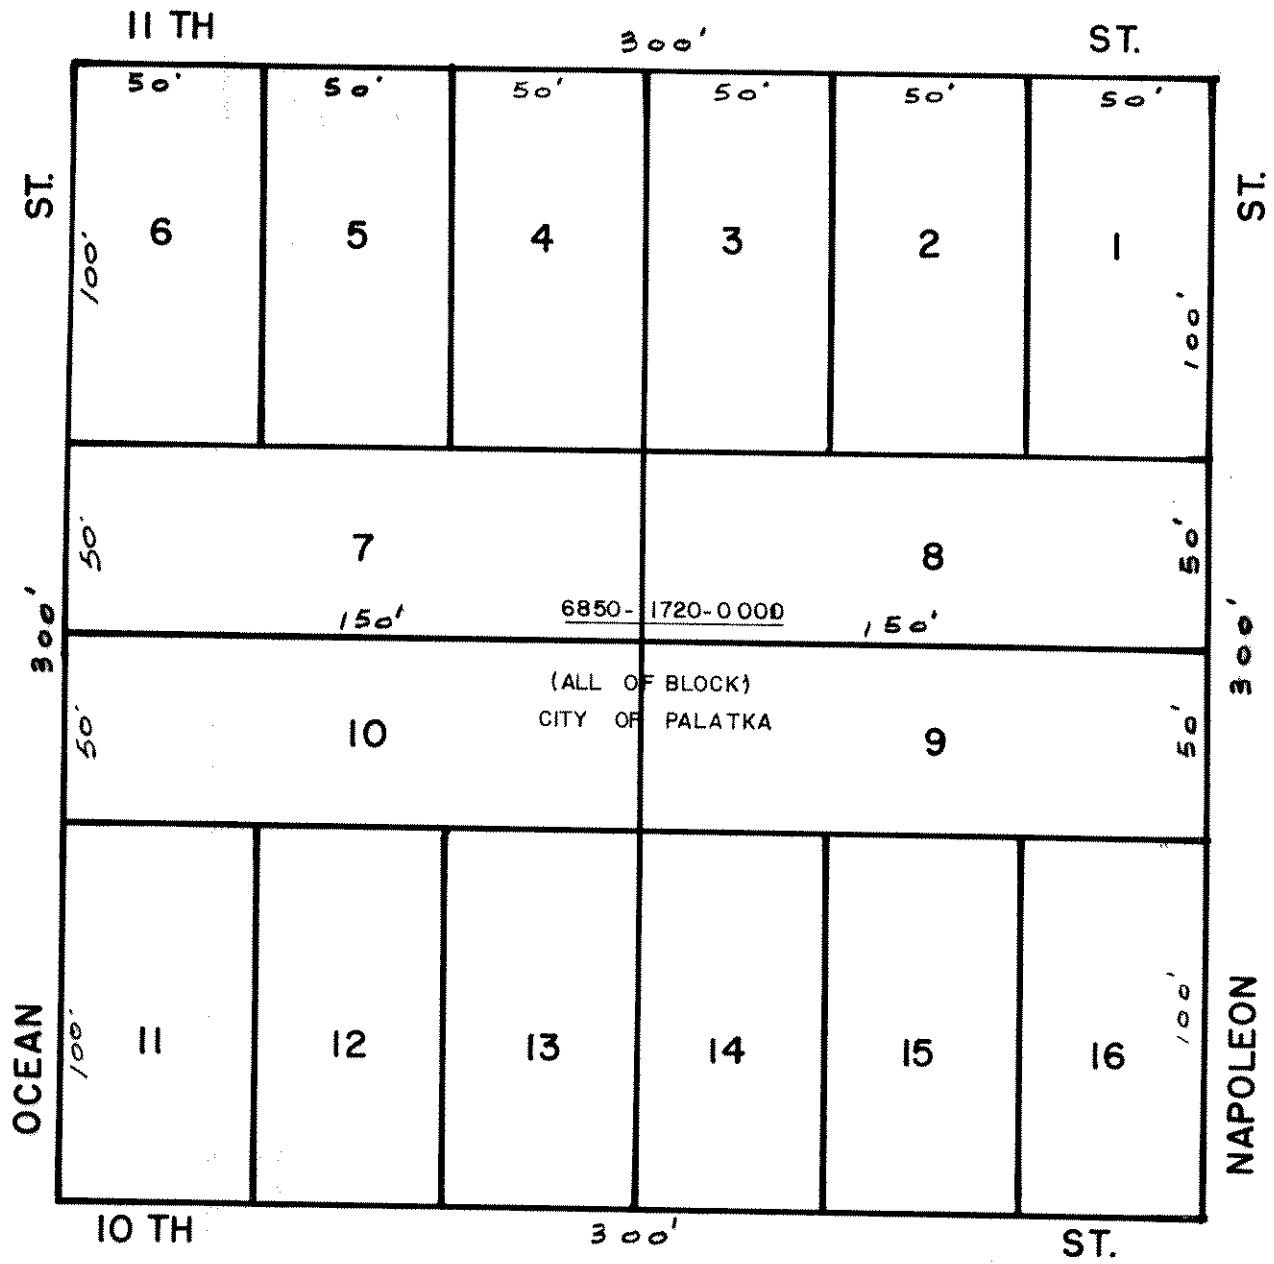 11 TH 300' ST.
50' 50' 50' 50' 50' 50'
ST. ST.
6 5 4 3 2 1
100' 100'
7 8
50' 50'
6850-1720-0000
150' 150'
300' 300'
(ALL OF BLOCK)
CITY OF PALATKA
50' 10 9 50'
OCEAN NAPOLEON
100' 100'
11 12 13 14 15 16
10 TH 300' ST.